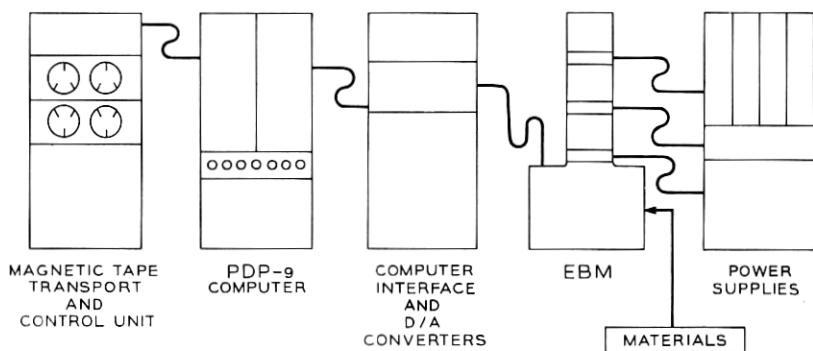 MAGNETIC TAPE
TRANSPORT
AND
CONTROL UNIT
PDP-9
COMPUTER
COMPUTER
INTERFACE
AND
D/A
CONVERTERS
EBM
POWER
SUPPLIES
MATERIALS